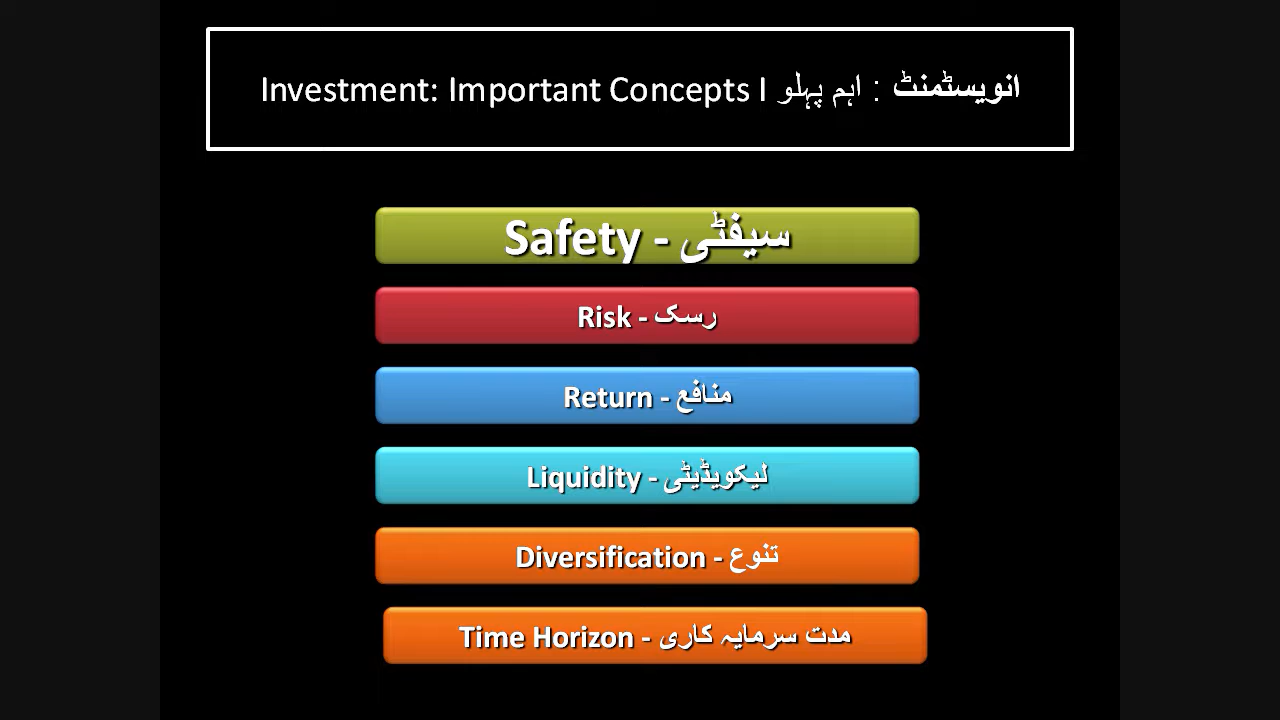 Investment: Important Concepts I انویسٹمنٹ : اہم پہلو
Safety - سیفٹی
Risk - رسک
Return - منافع
Liquidity - لیکویڈیٹی
Diversification - تنوع
Time Horizon - مدت سرمایہ کاری